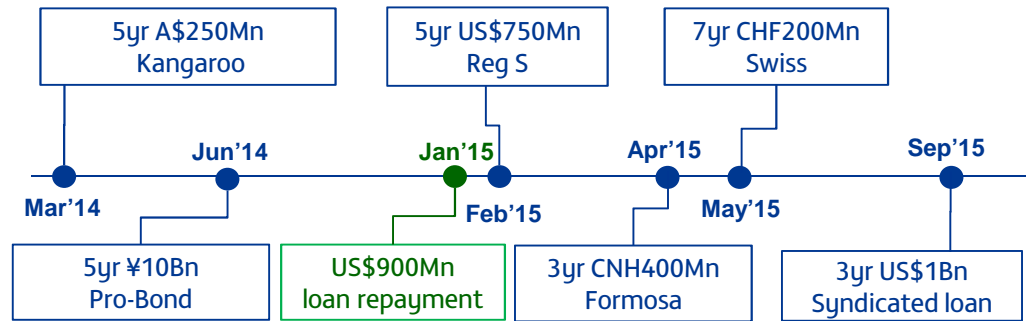 5yr A$250Mn
Kangaroo
5yr US$750Mn
Reg S
7yr CHF200Mn
Swiss
Jun’14
Jan’15
Apr’15
Sep’15
Mar’14
Feb’15
May’15
5yr ¥10Bn
Pro-Bond
US$900Mn
loan repayment
3yr CNH400Mn
Formosa
3yr US$1Bn
Syndicated loan